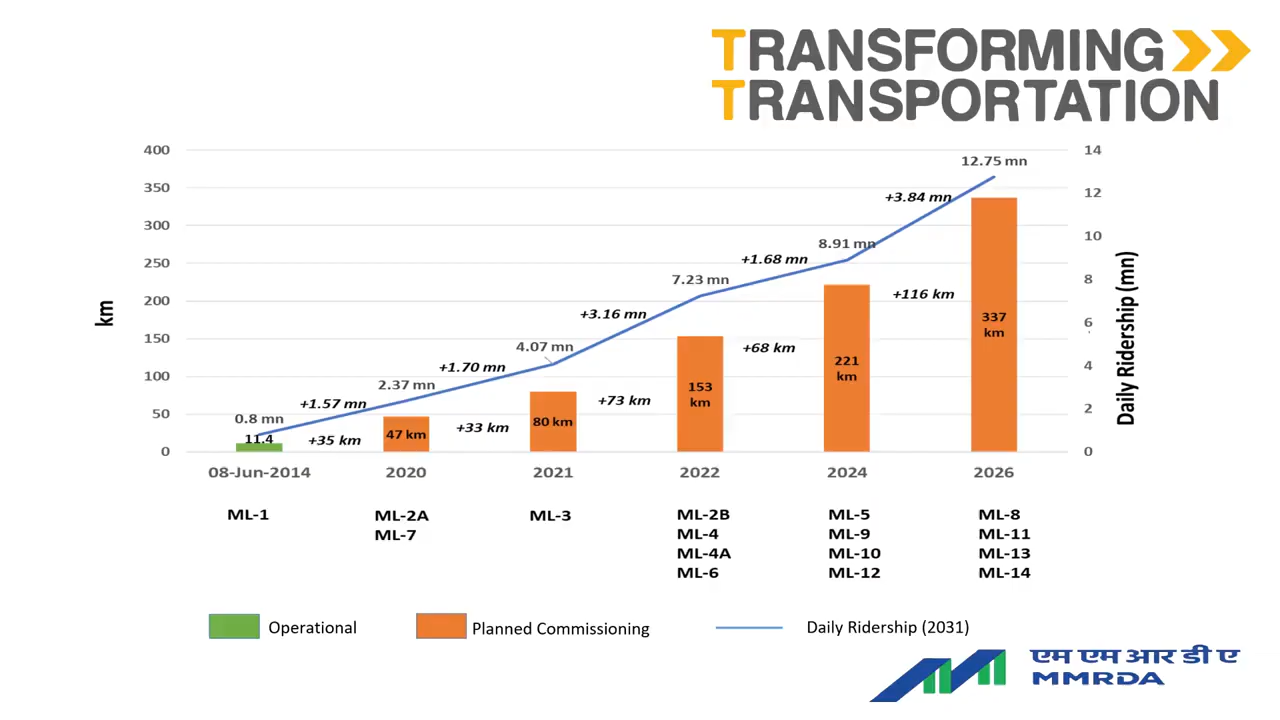 TRANSFORMING
TRANSPORTATION
400
350
300
250
200
150
100
50
0
km
14
12
10
8
6
4
2
0
Daily Ridership (mn)
12.75 mn
+3.84 mn
8.91 mn
+1.68 mn
7.23 mn
+116 km
+3.16 mn
337
km
4.07 mn
+68 km
+1.70 mn
221
km
2.37 mn
153
km
+1.57 mn
+73 km
0.8 mn
80 km
+33 km
47 km
11.4
+35 km
08-Jun-2014 2020 2021 2022 2024 2026
ML-1
ML-2A
ML-7
ML-3
ML-2B
ML-4
ML-4A
ML-6
ML-5
ML-9
ML-10
ML-12
ML-8
ML-11
ML-13
ML-14
Operational
Planned Commissioning
Daily Ridership (2031)
एम एम आर डी ए
MMRDA